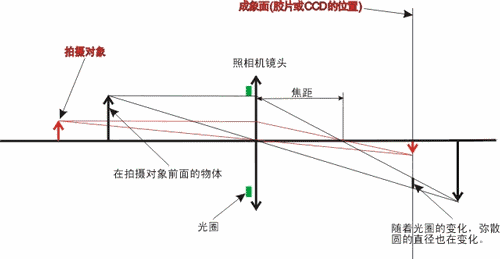 成象面(胶片或CCD的位置)
拍摄对象
照相机镜头
焦距
在拍摄对象前面的物体
光圈
随着光圈的变化，弥散
圆的直径也在变化。